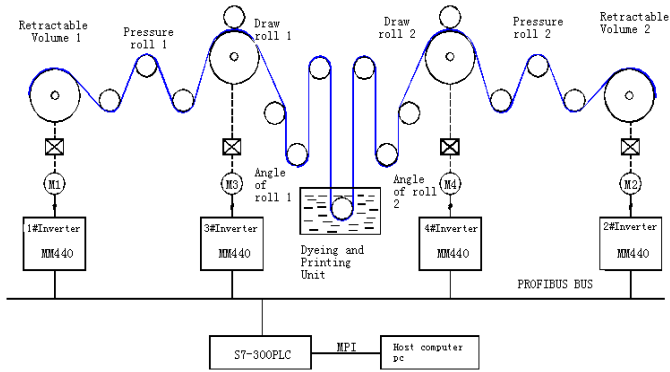 Retractable
Volume 1
Pressure
roll 1
Draw
roll 1
Draw
roll 2
Pressure
roll 2
Retractable
Volume 2
Angle
of
roll 1
Angle
of roll
2
M1
M3
M4
M2
1#Inverter
MM440
3#Inverter
MM440
Dyeing and
Printing
Unit
4#Inverter
MM440
2#Inverter
MM440
PROFIBUS BUS
S7-300PLC
MPI
Host computer
pc